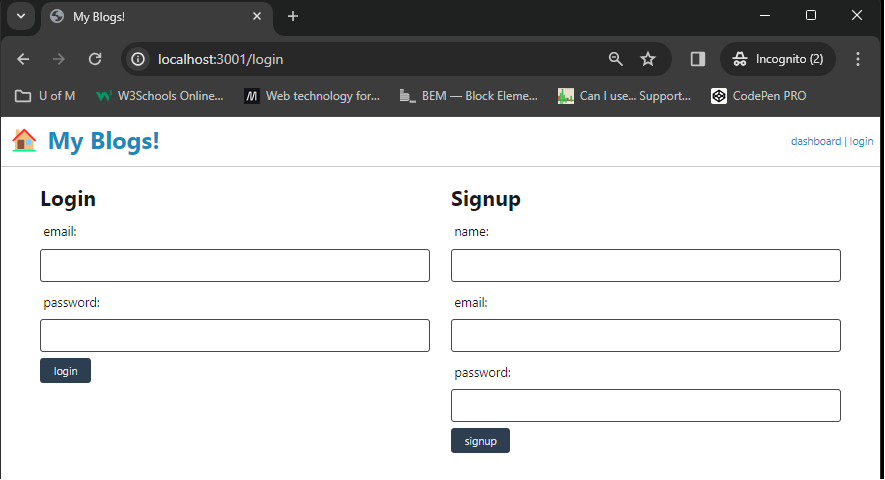 My Blogs!
localhost:3001/login
Incognito (2)
U of M
W3Schools Online...
Web technology for...
BEM — Block Eleme...
Can I use... Support...
CodePen PRO
My Blogs!
dashboard | login
Login
email:
password:
login
Signup
name:
email:
password:
signup